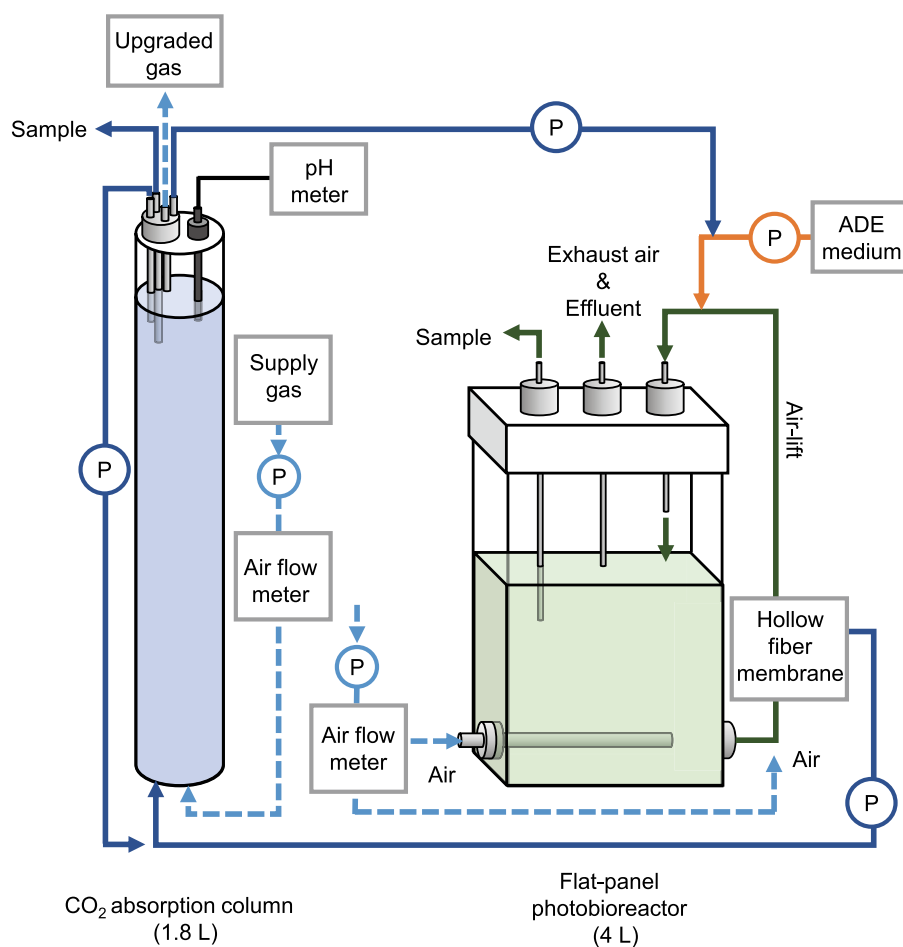 Upgraded
gas
Sample
P
pH
meter
P
ADE
medium
Exhaust air
&
Effluent
Sample
Supply
gas
Air-lift
P
P
Air flow
meter
Hollow
fiber
membrane
P
Air flow
meter
Air
Air
P
CO₂ absorption column
(1.8 L)
Flat-panel
photobioreactor
(4 L)